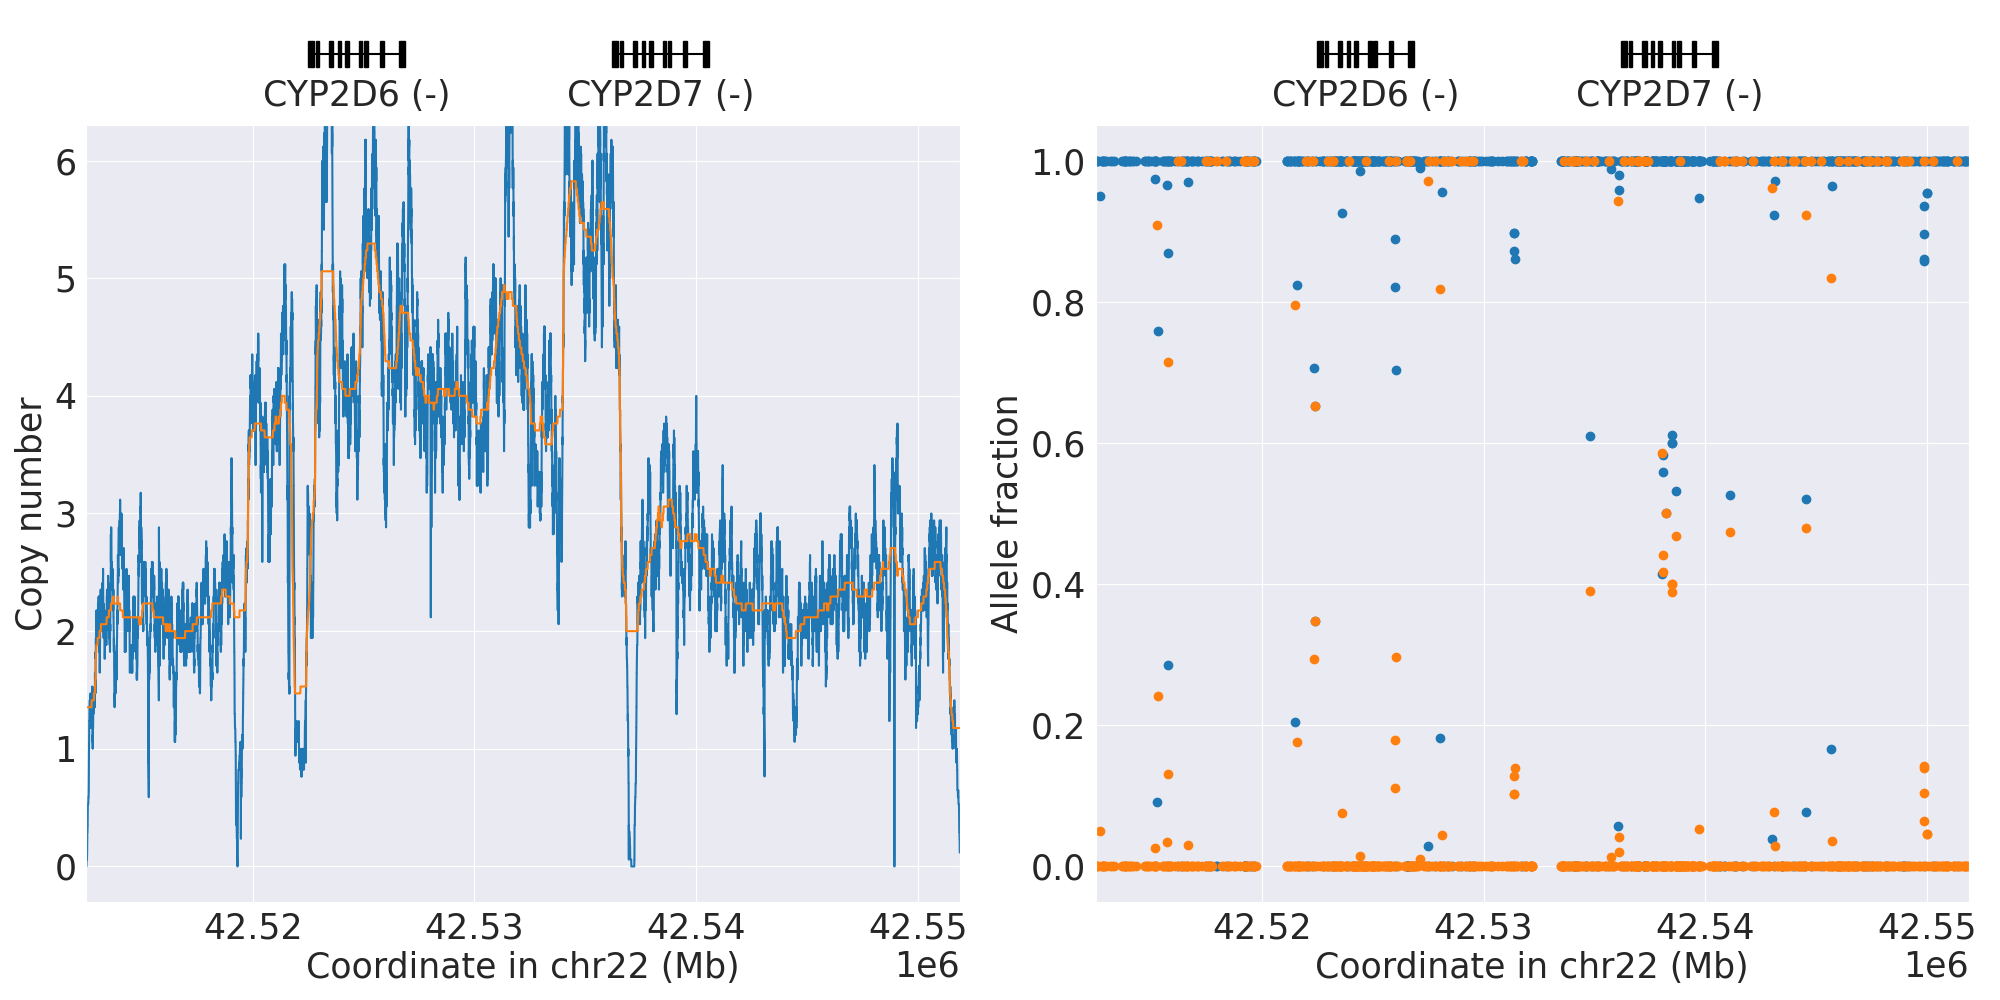 CYP2D6 (-) CYP2D7 (-)
6
5
4
3
2
1
0
Copy number
42.52 42.53 42.54 42.55
Coordinate in chr22 (Mb) 1e6
CYP2D6 (-) CYP2D7 (-)
1.0
0.8
0.6
0.4
0.2
0.0
Allele fraction
42.52 42.53 42.54 42.55
Coordinate in chr22 (Mb) 1e6